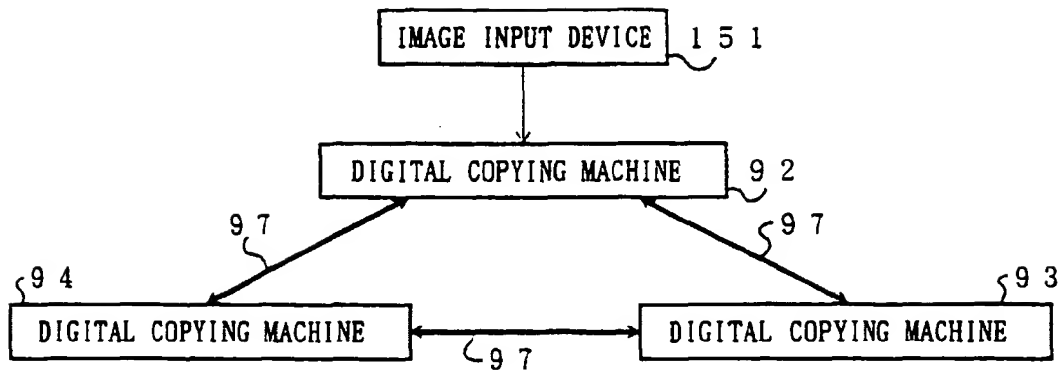 IMAGE INPUT DEVICE
151
DIGITAL COPYING MACHINE
92
97
97
94
93
DIGITAL COPYING MACHINE
DIGITAL COPYING MACHINE
97